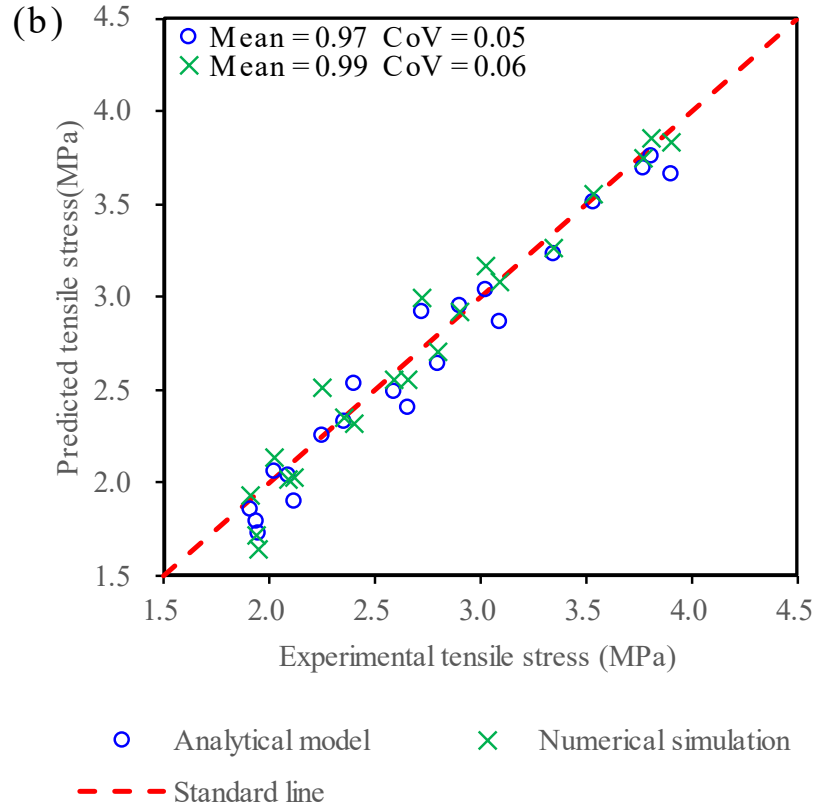 (b)
Mean = 0.97 CoV = 0.05
Mean = 0.99 CoV = 0.06
Predicted tensile stress(MPa)
4.5
4.0
3.5
3.0
2.5
2.0
1.5
1.5 2.0 2.5 3.0 3.5 4.0 4.5
Experimental tensile stress (MPa)
Analytical model Numerical simulation
Standard line